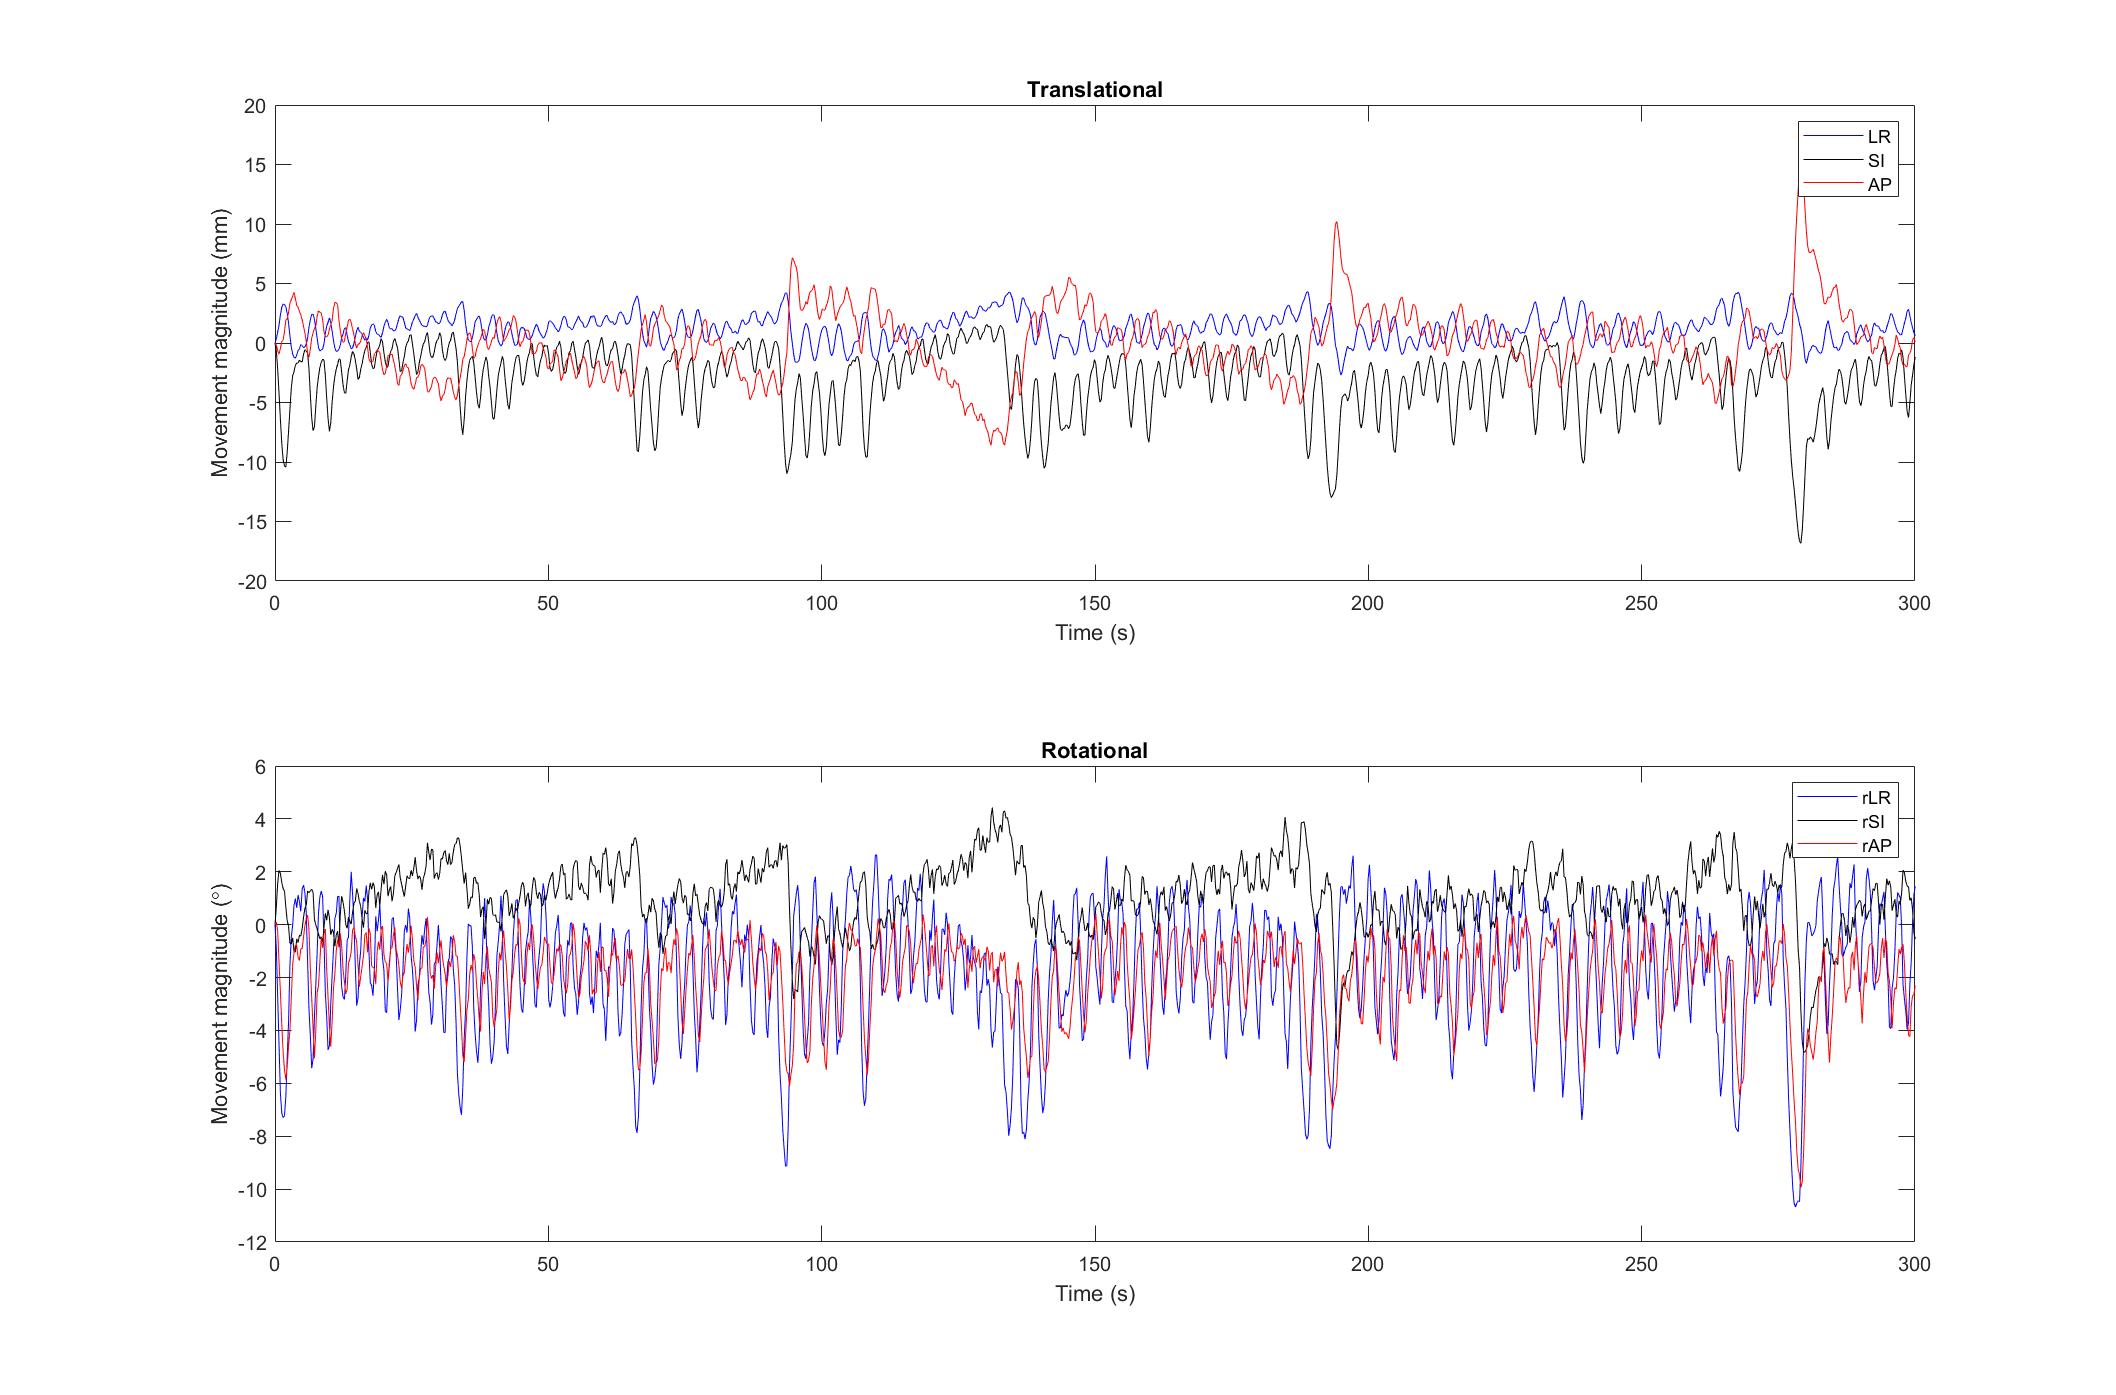 Translational
20
15
10
5
0
-5
-10
-15
-20
Movement magnitude (mm)
LR
SI
AP
0 50 100 150 200 250 300
Time (s)
Rotational
6
4
2
0
-2
-4
-6
-8
-10
-12
Movement magnitude (°)
rLR
rSI
rAP
0 50 100 150 200 250 300
Time (s)